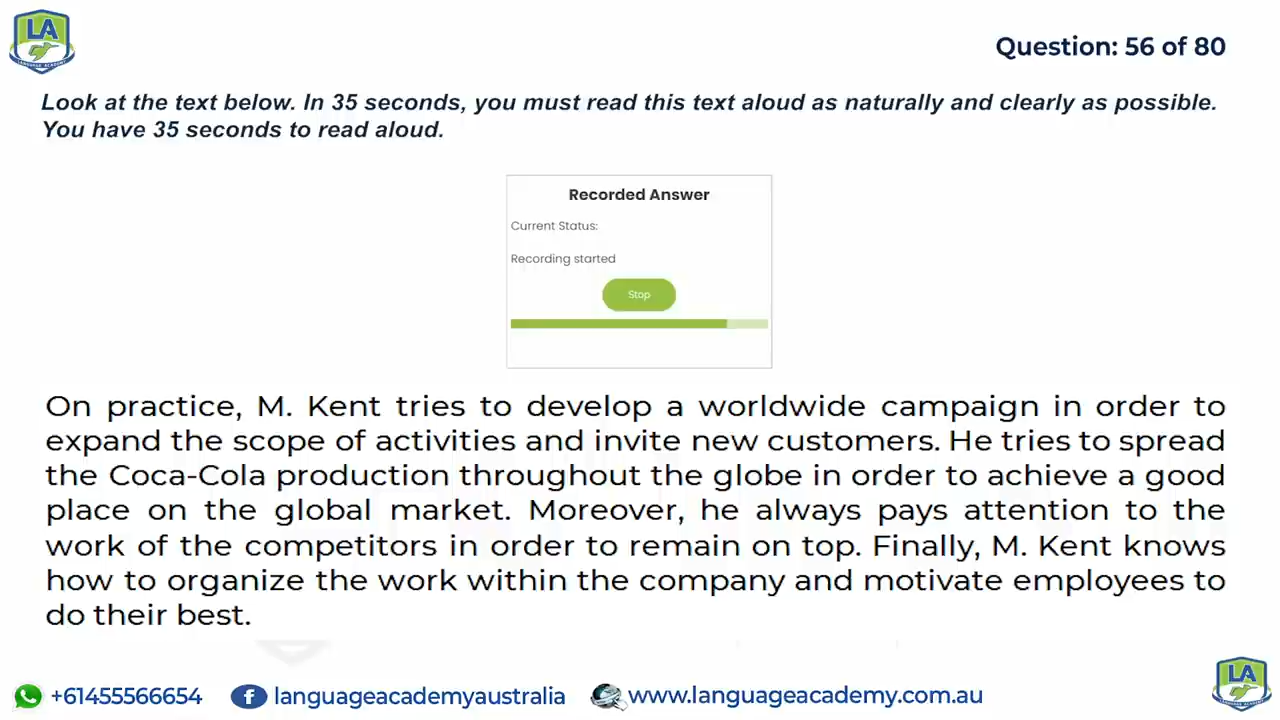 LA
LANGUAGE ACADEMY
Question: 56 of 80
Look at the text below. In 35 seconds, you must read this text aloud as naturally and clearly as possible.
You have 35 seconds to read aloud.
Recorded Answer
Current Status:
Recording started
Stop
On practice, M. Kent tries to develop a worldwide campaign in order to
expand the scope of activities and invite new customers. He tries to spread
the Coca-Cola production throughout the globe in order to achieve a good
place on the global market. Moreover, he always pays attention to the
work of the competitors in order to remain on top. Finally, M. Kent knows
how to organize the work within the company and motivate employees to
do their best.
+61455566654 languageacademyaustralia www.languageacademy.com.au
LA
LANGUAGE ACADEMY